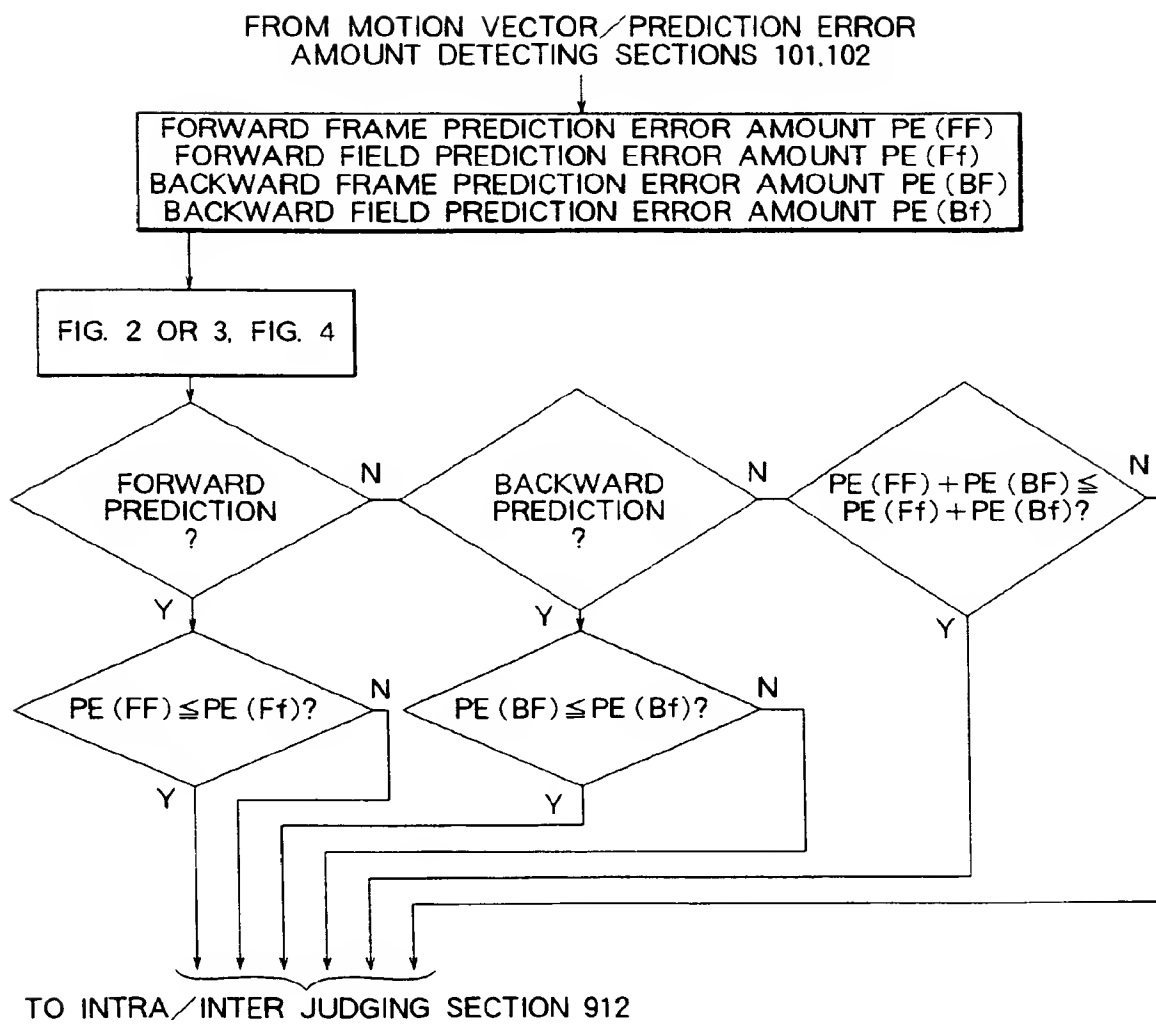 FROM MOTION VECTOR/PREDICTION ERROR
AMOUNT DETECTING SECTIONS 101,102
FORWARD FRAME PREDICTION ERROR AMOUNT PE(FF)
FORWARD FIELD PREDICTION ERROR AMOUNT PE(Ff)
BACKWARD FRAME PREDICTION ERROR AMOUNT PE(BF)
BACKWARD FIELD PREDICTION ERROR AMOUNT PE(Bf)
FIG. 2 OR 3, FIG. 4
FORWARD
PREDICTION
?
N
Y
BACKWARD
PREDICTION
?
N
Y
PE(FF)+PE(BF)≦
PE(Ff)+PE(Bf)?
N
Y
PE(FF)≦PE(Ff)?
N
Y
PE(BF)≦PE(Bf)?
N
Y
TO INTRA/INTER JUDGING SECTION 912